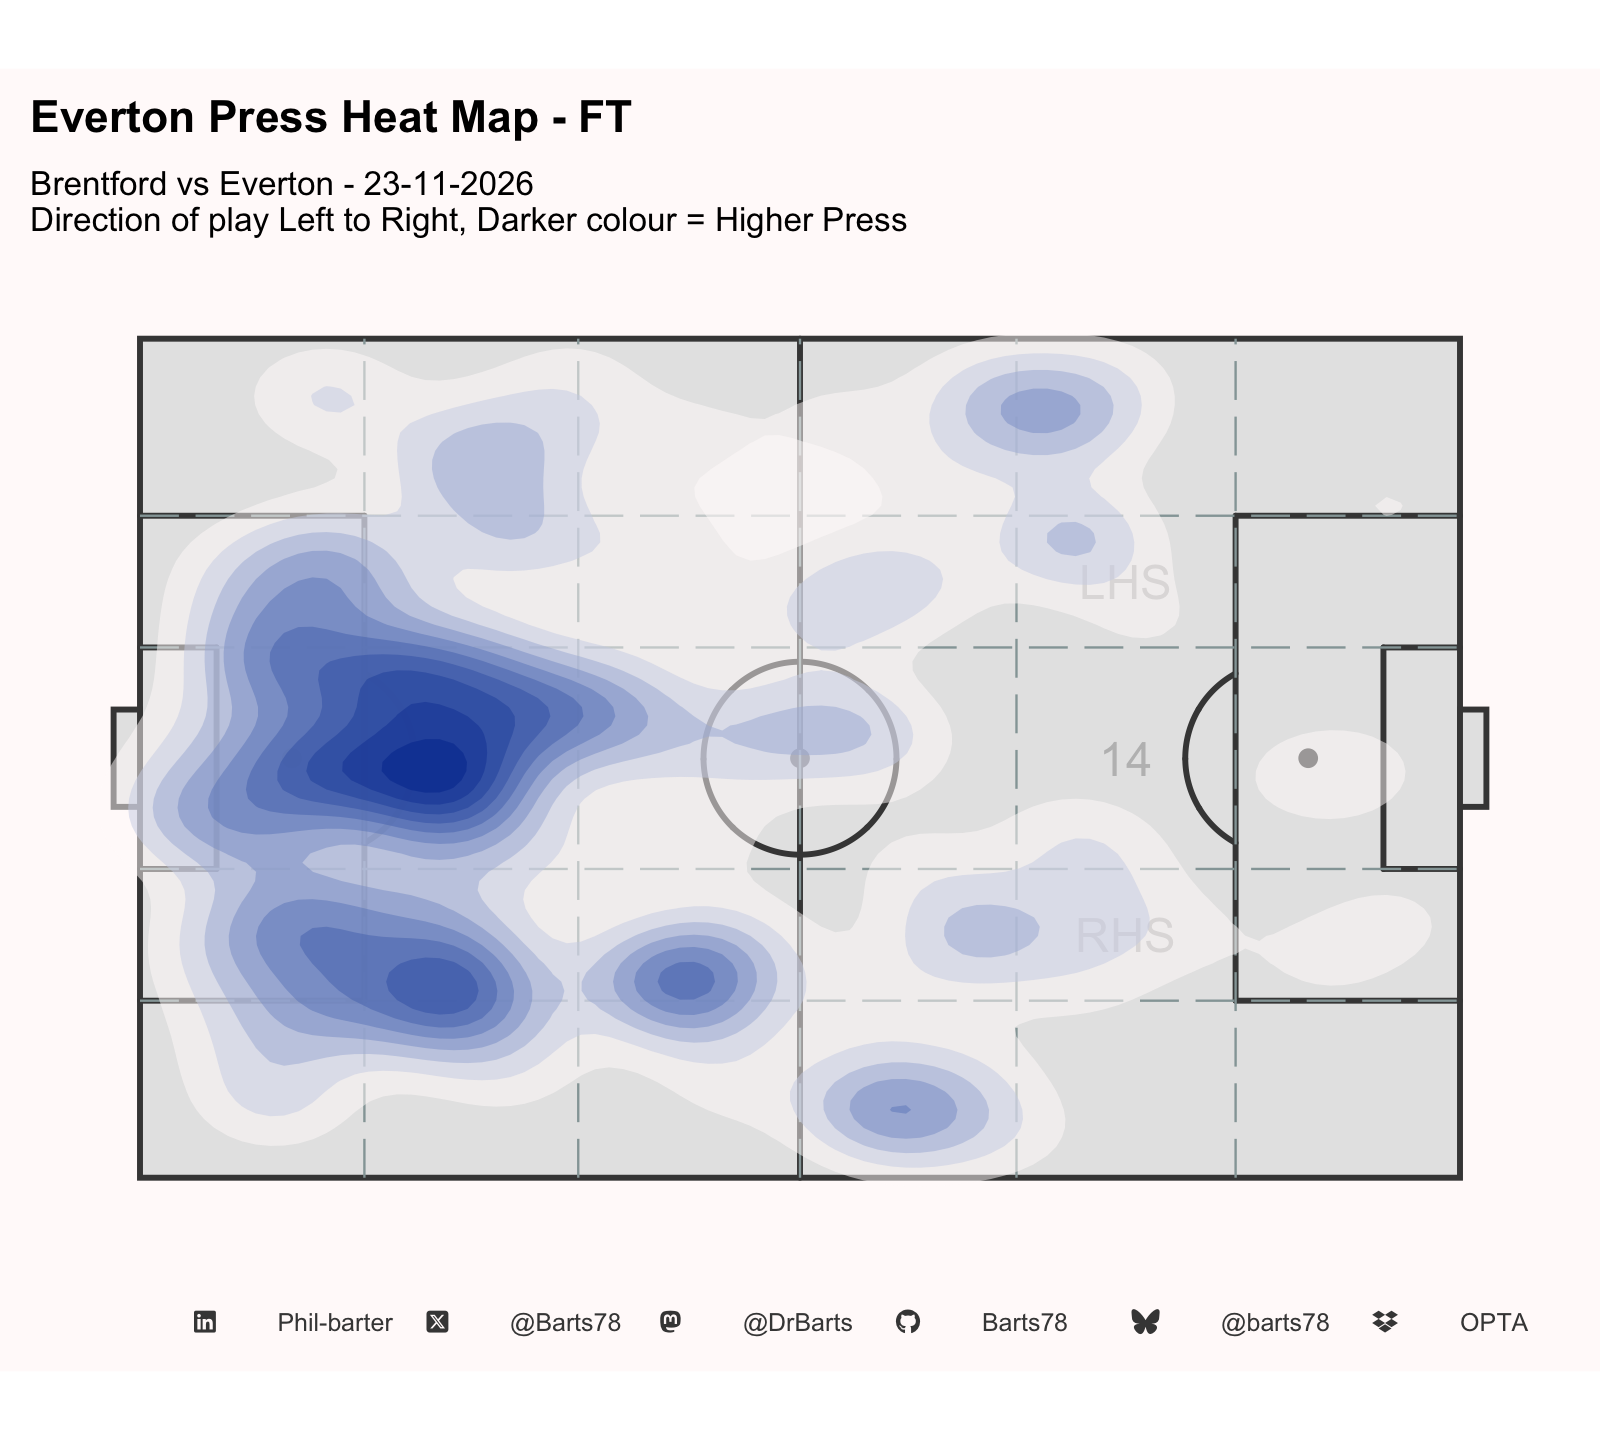 Everton Press Heat Map - FT
Brentford vs Everton - 23-11-2026
Direction of play Left to Right, Darker colour = Higher Press
LHS
14
RHS
Phil-barter @Barts78 @DrBarts Barts78 @barts78 OPTA